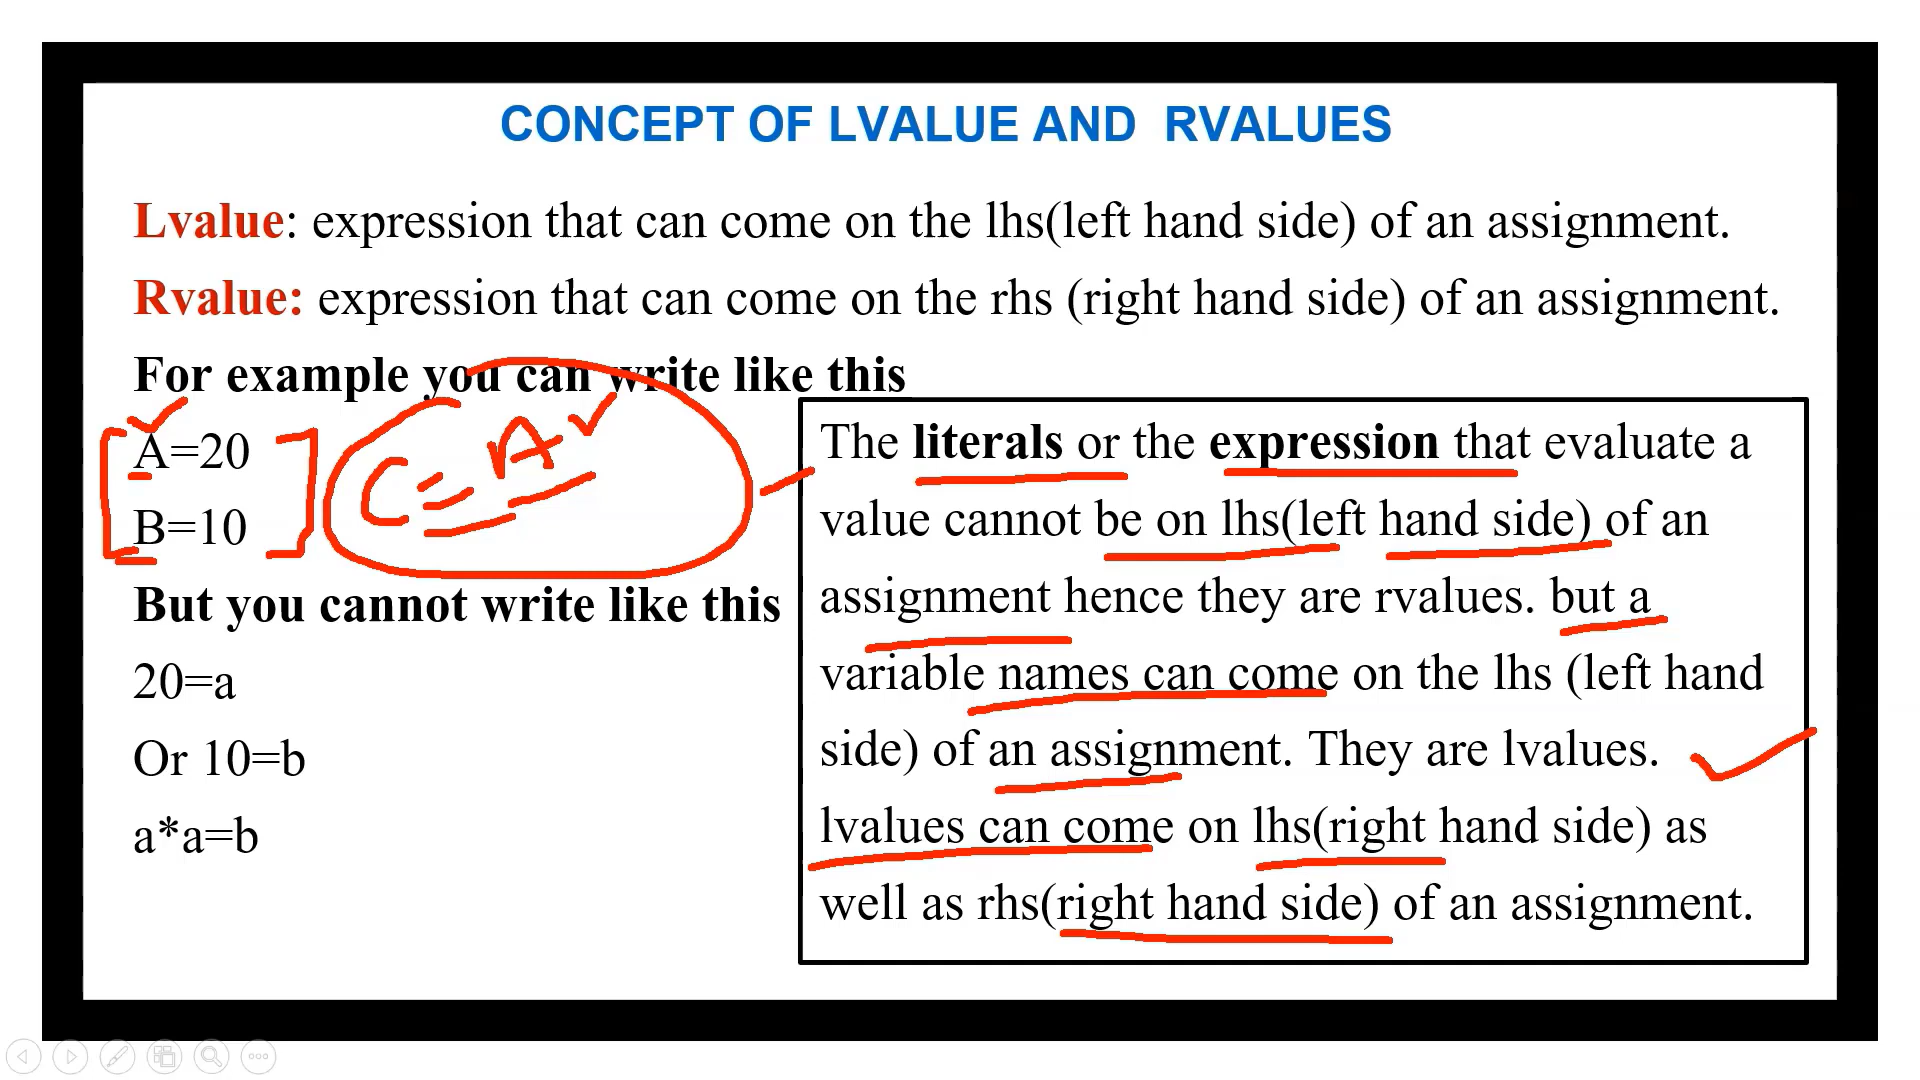 CONCEPT OF LVALUE AND RVALUES
Lvalue: expression that can come on the lhs(left hand side) of an assignment.
Rvalue: expression that can come on the rhs (right hand side) of an assignment.
For example you can write like this
A=20
B=10
C=A
But you cannot write like this
20=a
Or 10=b
a*a=b
The literals or the expression that evaluate a
value cannot be on lhs(left hand side) of an
assignment hence they are rvalues. but a
variable names can come on the lhs (left hand
side) of an assignment. They are lvalues.
lvalues can come on lhs(right hand side) as
well as rhs(right hand side) of an assignment.